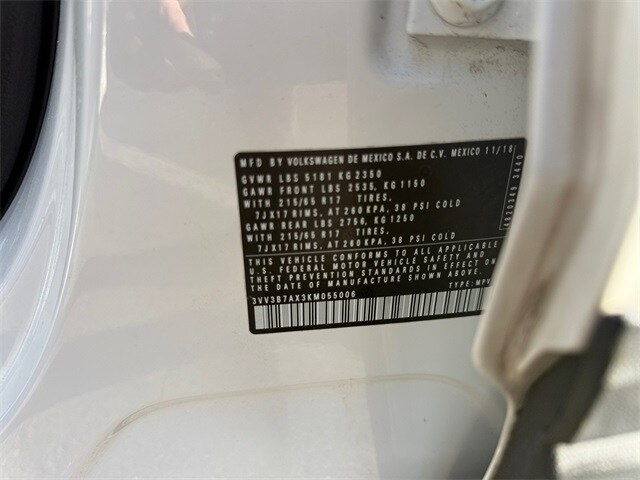 MFD BY VOLKSWAGEN DE MEXICO S.A. DE C.V. MEXICO 11/18
GVWR LBS 5181 KG 2350
GAWR FRONT LBS 2535, KG 1150
WITH 215/65 R17 TIRES.
7JX17 RIMS, AT 260 KPA, 38 PSI COLD
GAWR REAR LBS 2756, KG 1250
WITH 215/65 R17 TIRES.
7JX17 RIMS, AT 260 KPA, 38 PSI COLD
THIS VEHICLE CONFORMS TO ALL APPLICABLE
U.S. FEDERAL MOTOR VEHICLE SAFETY AND
THEFT PREVENTION STANDARDS IN EFFECT ON
THE DATE OF MANUFACTURE SHOWN ABOVE.
3VV3B7AX3KM055006 TYPE: MPV